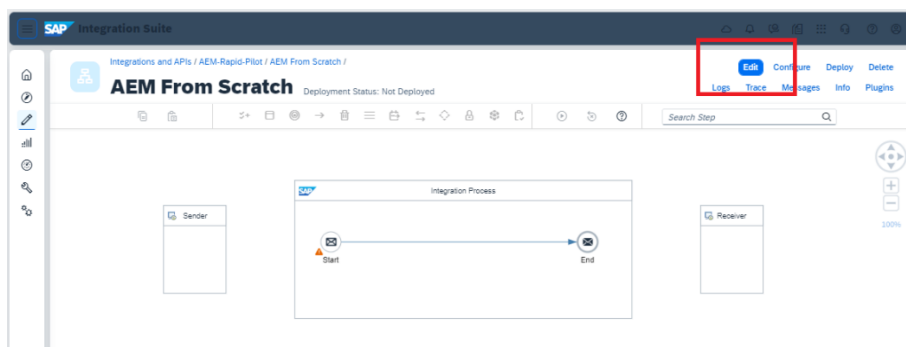 SAP Integration Suite
Integrations and APIs / AEM-Rapid-Pilot / AEM From Scratch /
AEM From Scratch Deployment Status: Not Deployed
Edit Configure Deploy Delete
Logs Trace Messages Info Plugins
Search Step
SAP Integration Process
Sender
Receiver
Start
End
100%